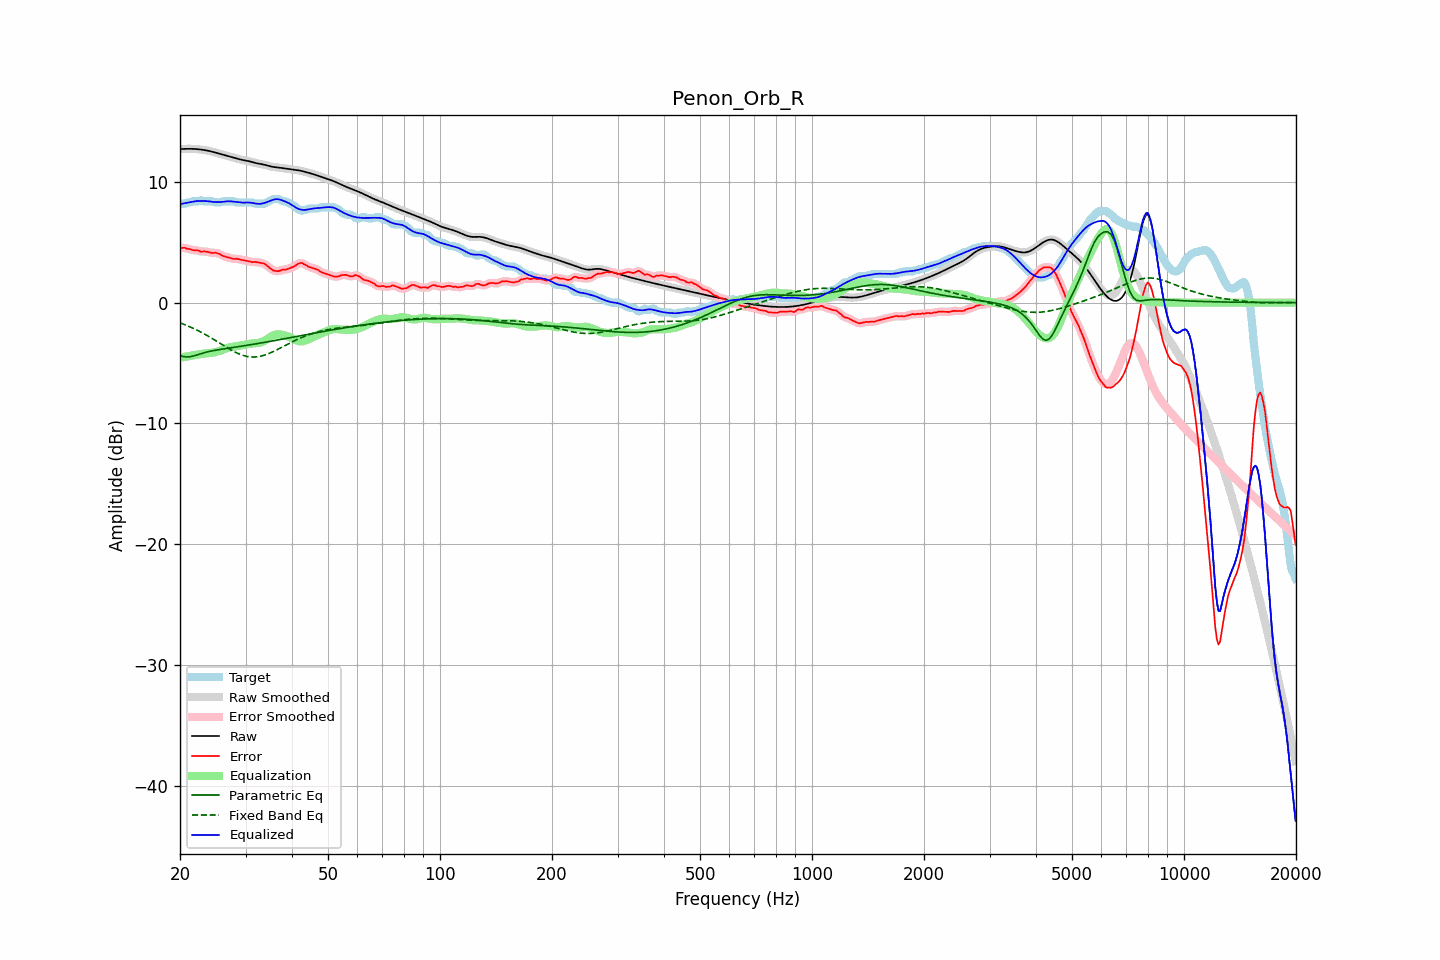 Penon_Orb_R
Amplitude (dBr)
10
0
−10
−20
−30
−40
Target
Raw Smoothed
Error Smoothed
Raw
Error
Equalization
Parametric Eq
Fixed Band Eq
Equalized
20 50 100 200 500 1000 2000 5000 10000 20000
Frequency (Hz)